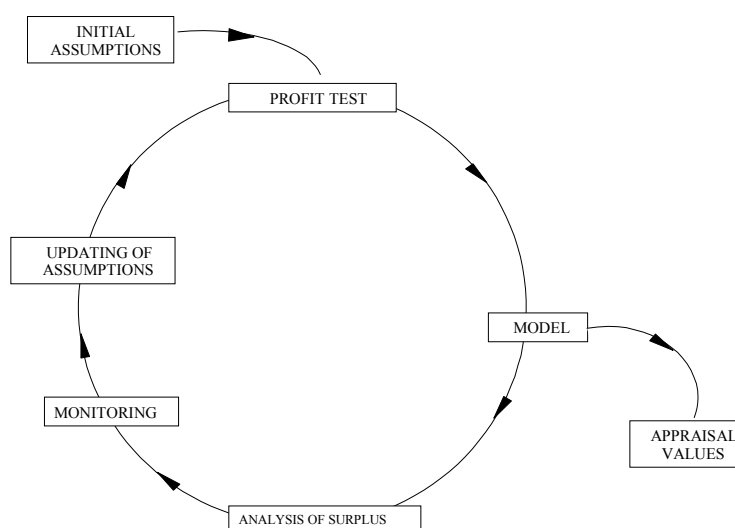 INITIAL
ASSUMPTIONS
PROFIT TEST
UPDATING OF
ASSUMPTIONS
MODEL
MONITORING
APPRAISAL
VALUES
ANALYSIS OF SURPLUS